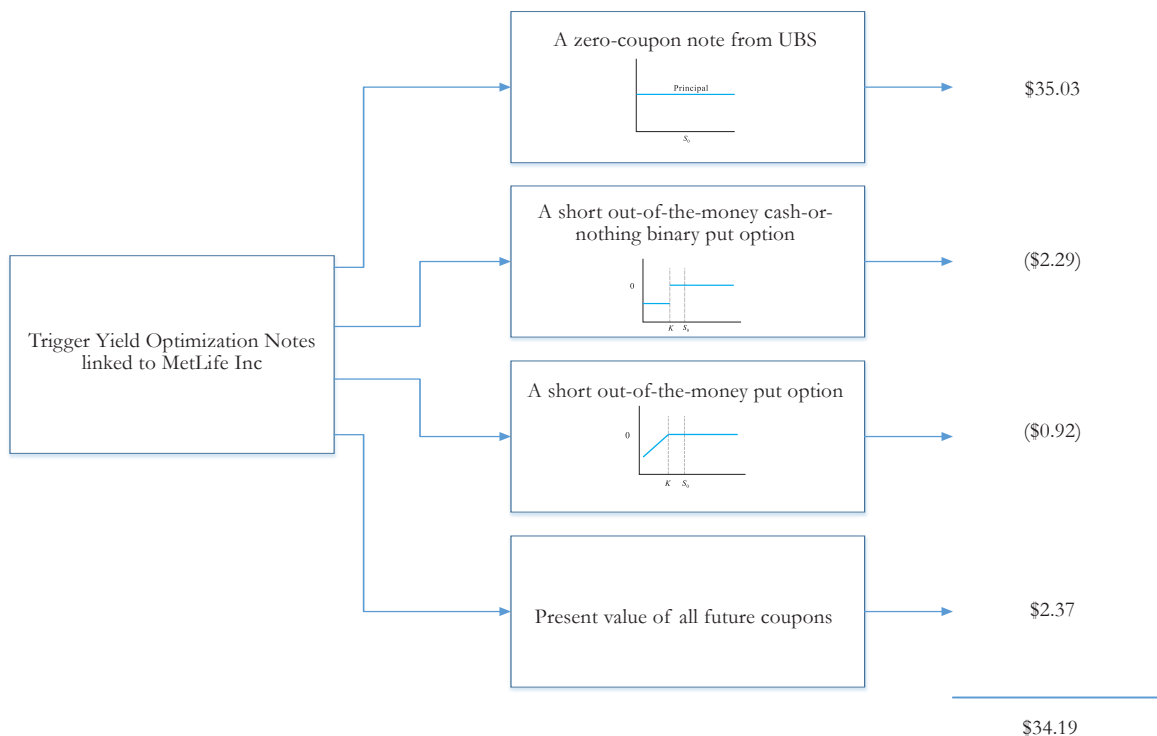 A zero-coupon note from UBS
Principal
S₀
$35.03
A short out-of-the-money cash-or-
nothing binary put option
0
K S₀
($2.29)
Trigger Yield Optimization Notes
linked to MetLife Inc
A short out-of-the-money put option
0
K S₀
($0.92)
Present value of all future coupons
$2.37
$34.19